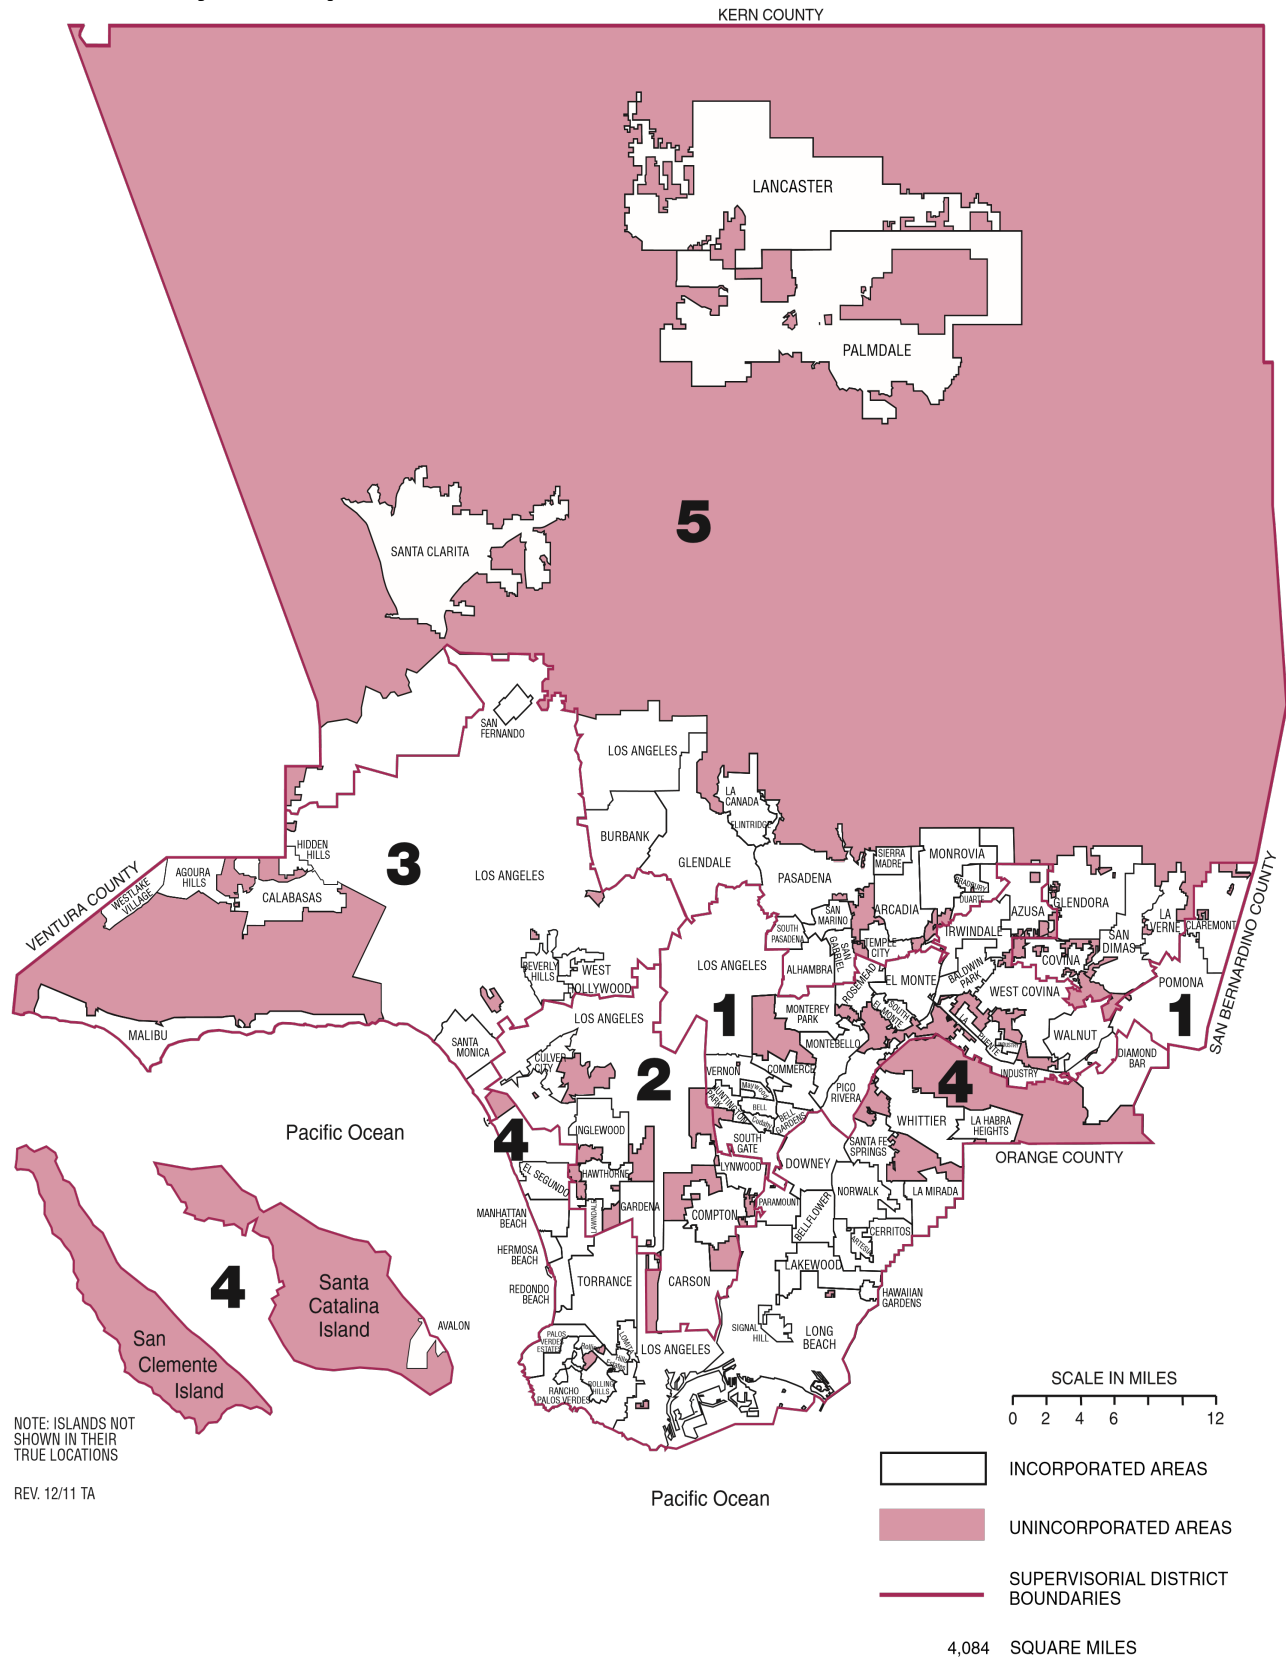 KERN COUNTY
LANCASTER
PALMDALE
5
SANTA CLARITA
SAN
FERNANDO
LOS ANGELES
LA
CANADA
FLINTRIDGE
BURBANK
GLENDALE
HIDDEN
HILLS
3
LOS ANGELES
VENTURA COUNTY
AGOURA
HILLS
WESTLAKE
VILLAGE
CALABASAS
PASADENA
SIERRA
MADRE
MONROVIA
BRADBURY
DUARTE
ARCADIA
SAN
MARINO
SOUTH
PASADENA
SAN
GABRIEL
TEMPLE
CITY
IRWINDALE
AZUSA
GLENDORA
SAN
DIMAS
LA
VERNE
CLAREMONT
SAN BERNARDINO COUNTY
BEVERLY
HILLS
WEST
HOLLYWOOD
LOS ANGELES
LOS ANGELES
ALHAMBRA
ROSEMEAD
EL MONTE
BALDWIN
PARK
COVINA
WEST COVINA
POMONA
1
1
MALIBU
SANTA
MONICA
CULVER
CITY
2
MONTEREY
PARK
SOUTH
EL MONTE
LA
PUENTE
INDUSTRY
WALNUT
DIAMOND
BAR
MONTEBELLO
VERNON
COMMERCE
Maywood
HUNTINGTON
PARK
BELL
Cudahy
BELL
GARDENS
PICO
RIVERA
4
INDUSTRY
WHITTIER
LA HABRA
HEIGHTS
ORANGE COUNTY
Pacific Ocean
4
INGLEWOOD
SOUTH
GATE
SANTA FE
SPRINGS
EL SEGUNDO
HAWTHORNE
LYNWOOD
DOWNEY
NORWALK
LA MIRADA
MANHATTAN
BEACH
LAWNDALE
GARDENA
COMPTON
PARAMOUNT
BELLFLOWER
ARTESIA
CERRITOS
HERMOSA
BEACH
REDONDO
BEACH
TORRANCE
CARSON
LAKEWOOD
HAWAIIAN
GARDENS
SIGNAL
HILL
LONG
BEACH
PALOS
VERDES
ESTATES
Rolling
Hills
Estates
LOMITA
LOS ANGELES
RANCHO
PALOS VERDES
ROLLING
HILLS
4
San
Clemente
Island
Santa
Catalina
Island
AVALON
NOTE: ISLANDS NOT
SHOWN IN THEIR
TRUE LOCATIONS
REV. 12/11 TA
Pacific Ocean
SCALE IN MILES
0 2 4 6 12
INCORPORATED AREAS
UNINCORPORATED AREAS
SUPERVISORIAL DISTRICT
BOUNDARIES
4,084 SQUARE MILES